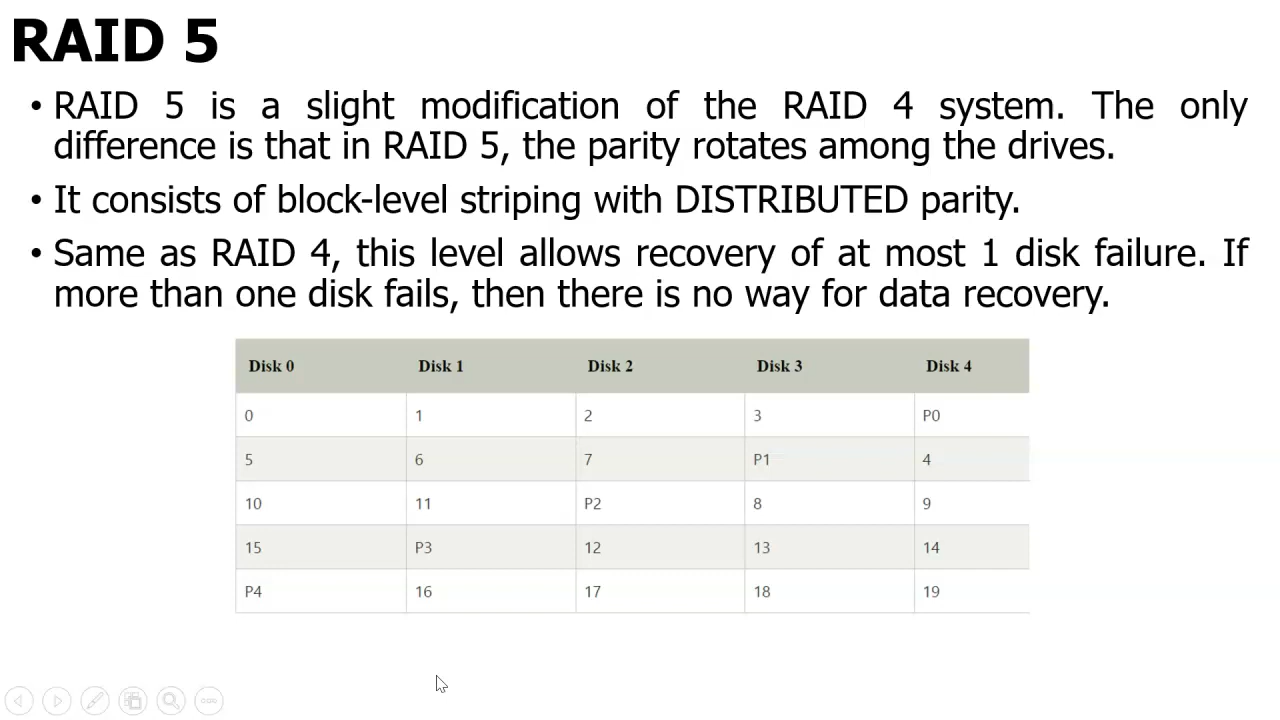 RAID 5
• RAID 5 is a slight modification of the RAID 4 system. The only
difference is that in RAID 5, the parity rotates among the drives.
• It consists of block-level striping with DISTRIBUTED parity.
• Same as RAID 4, this level allows recovery of at most 1 disk failure. If
more than one disk fails, then there is no way for data recovery.
Disk 0 Disk 1 Disk 2 Disk 3 Disk 4
0 1 2 3 P0
5 6 7 P1 4
10 11 P2 8 9
15 P3 12 13 14
P4 16 17 18 19